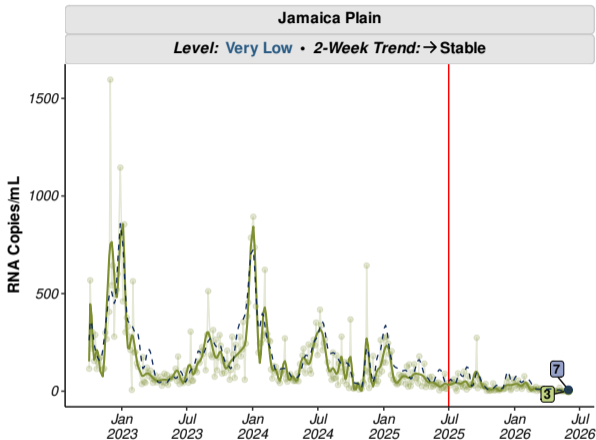 Jamaica Plain
Level: Very Low • 2-Week Trend: → Stable
RNA Copies/mL
1500
1000
500
0
7
3
Jan 2023
Jul 2023
Jan 2024
Jul 2024
Jan 2025
Jul 2025
Jan 2026
Jul 2026